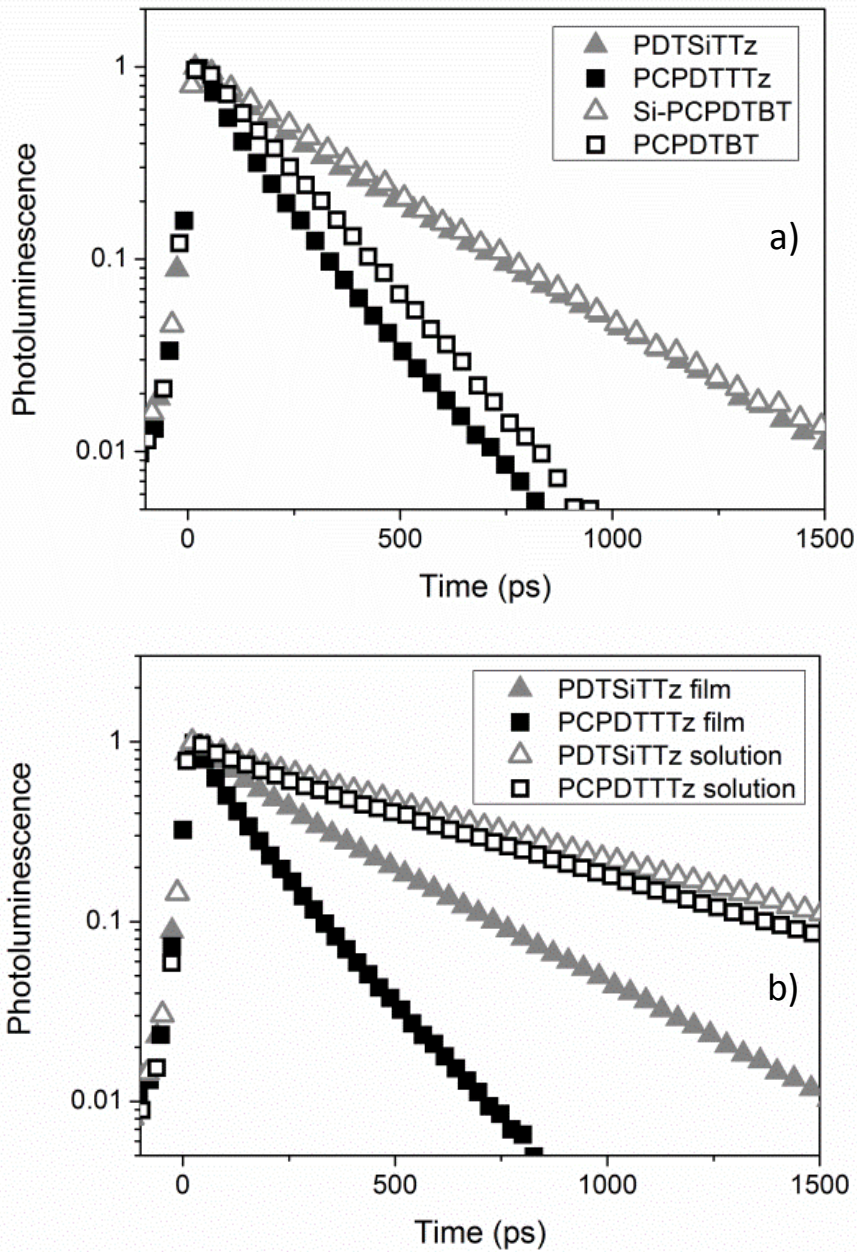 PDTSiTTz
PCPDTTTz
Si-PCPDTBT
PCPDTBT
1
0.1
0.01
a)
Photoluminescence
0
500
1000
1500
Time (ps)
PDTSiTTz film
PCPDTTTz film
PDTSiTTz solution
PCPDTTTz solution
1
0.1
0.01
b)
Photoluminescence
0
500
1000
1500
Time (ps)